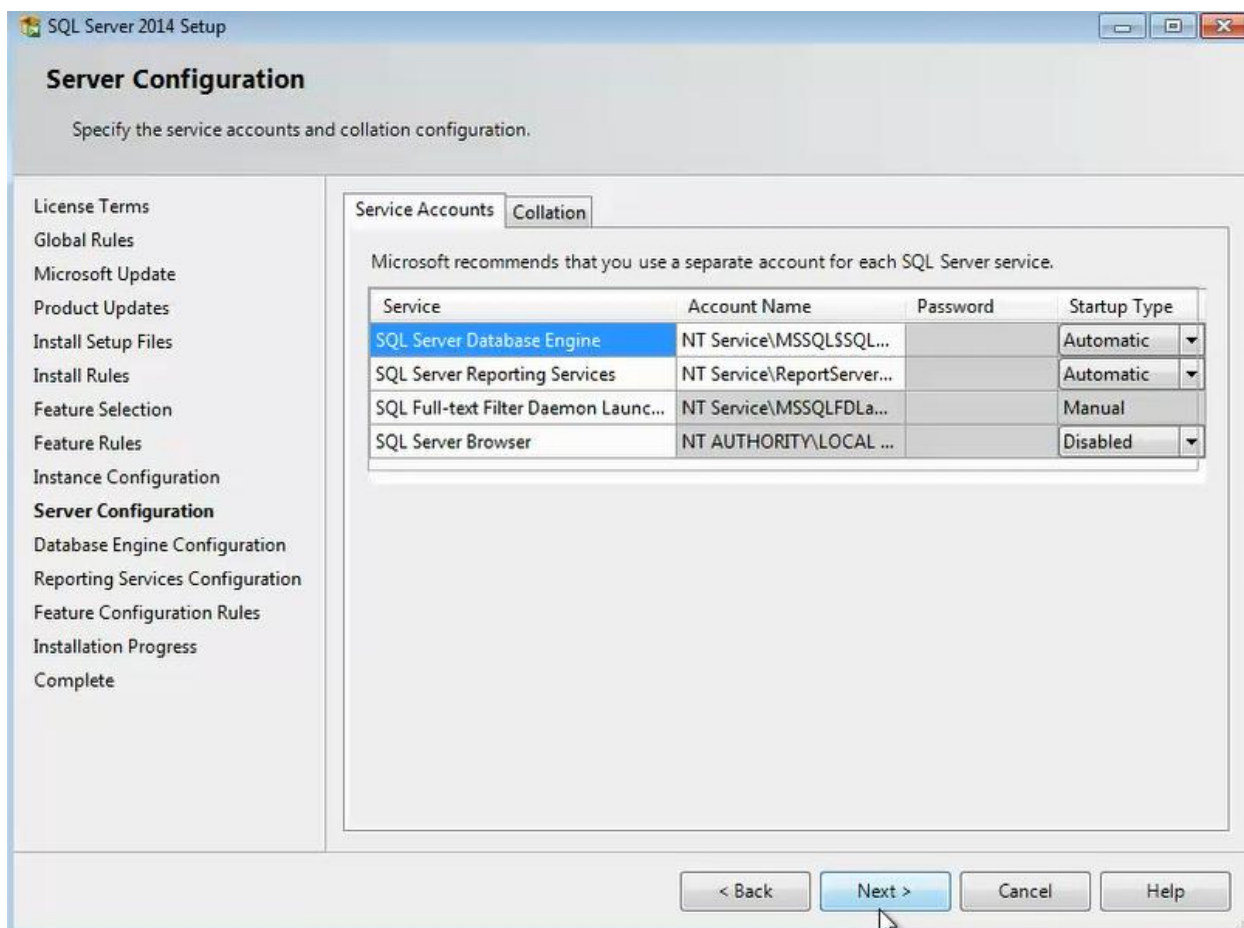 SQL Server 2014 Setup
Server Configuration
Specify the service accounts and collation configuration.
License Terms
Global Rules
Microsoft Update
Product Updates
Install Setup Files
Install Rules
Feature Selection
Feature Rules
Instance Configuration
Server Configuration
Database Engine Configuration
Reporting Services Configuration
Feature Configuration Rules
Installation Progress
Complete
Service Accounts Collation
Microsoft recommends that you use a separate account for each SQL Server service.
Service Account Name Password Startup Type
SQL Server Database Engine NT Service\MSSQL$SQL... Automatic
SQL Server Reporting Services NT Service\ReportServer... Automatic
SQL Full-text Filter Daemon Launc... NT Service\MSSQLFDLa... Manual
SQL Server Browser NT AUTHORITY\LOCAL ... Disabled
< Back Next > Cancel Help